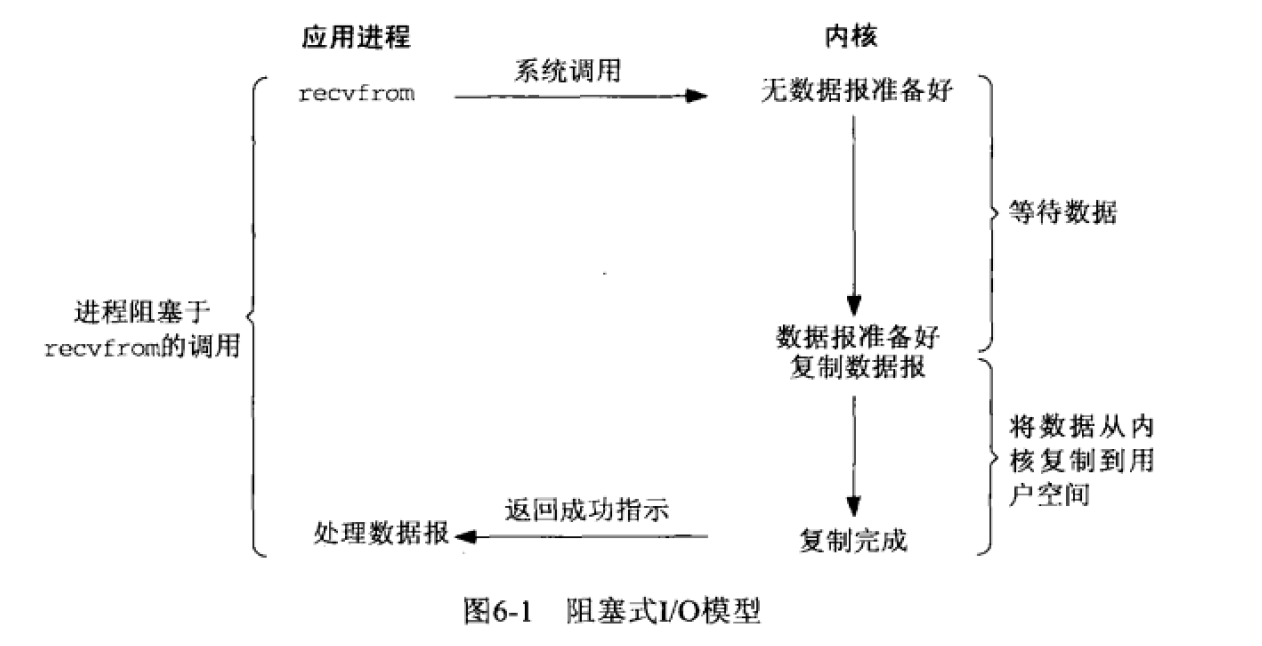 应用进程
内核
系统调用
recvfrom
无数据报准备好
等待数据
进程阻塞于
recvfrom的调用
数据报准备好
复制数据报
将数据从内
核复制到用
户空间
返回成功指示
处理数据报
复制完成
图6-1 阻塞式I/O模型